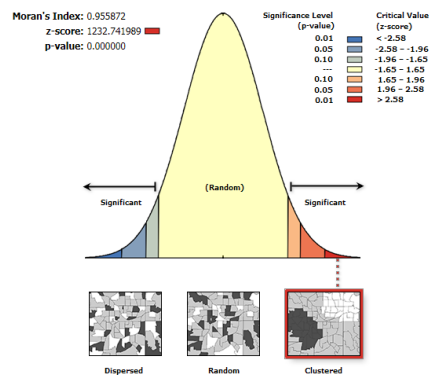 Moran's Index: 0.955872
z-score: 1232.741989
p-value: 0.000000
Significance Level
(p-value)
Critical Value
(z-score)
0.01 < -2.58
0.05 -2.58 – -1.96
0.10 -1.96 – -1.65
--- -1.65 – 1.65
0.10 1.65 – 1.96
0.05 1.96 – 2.58
0.01 > 2.58
(Random)
Significant
Significant
Dispersed
Random
Clustered